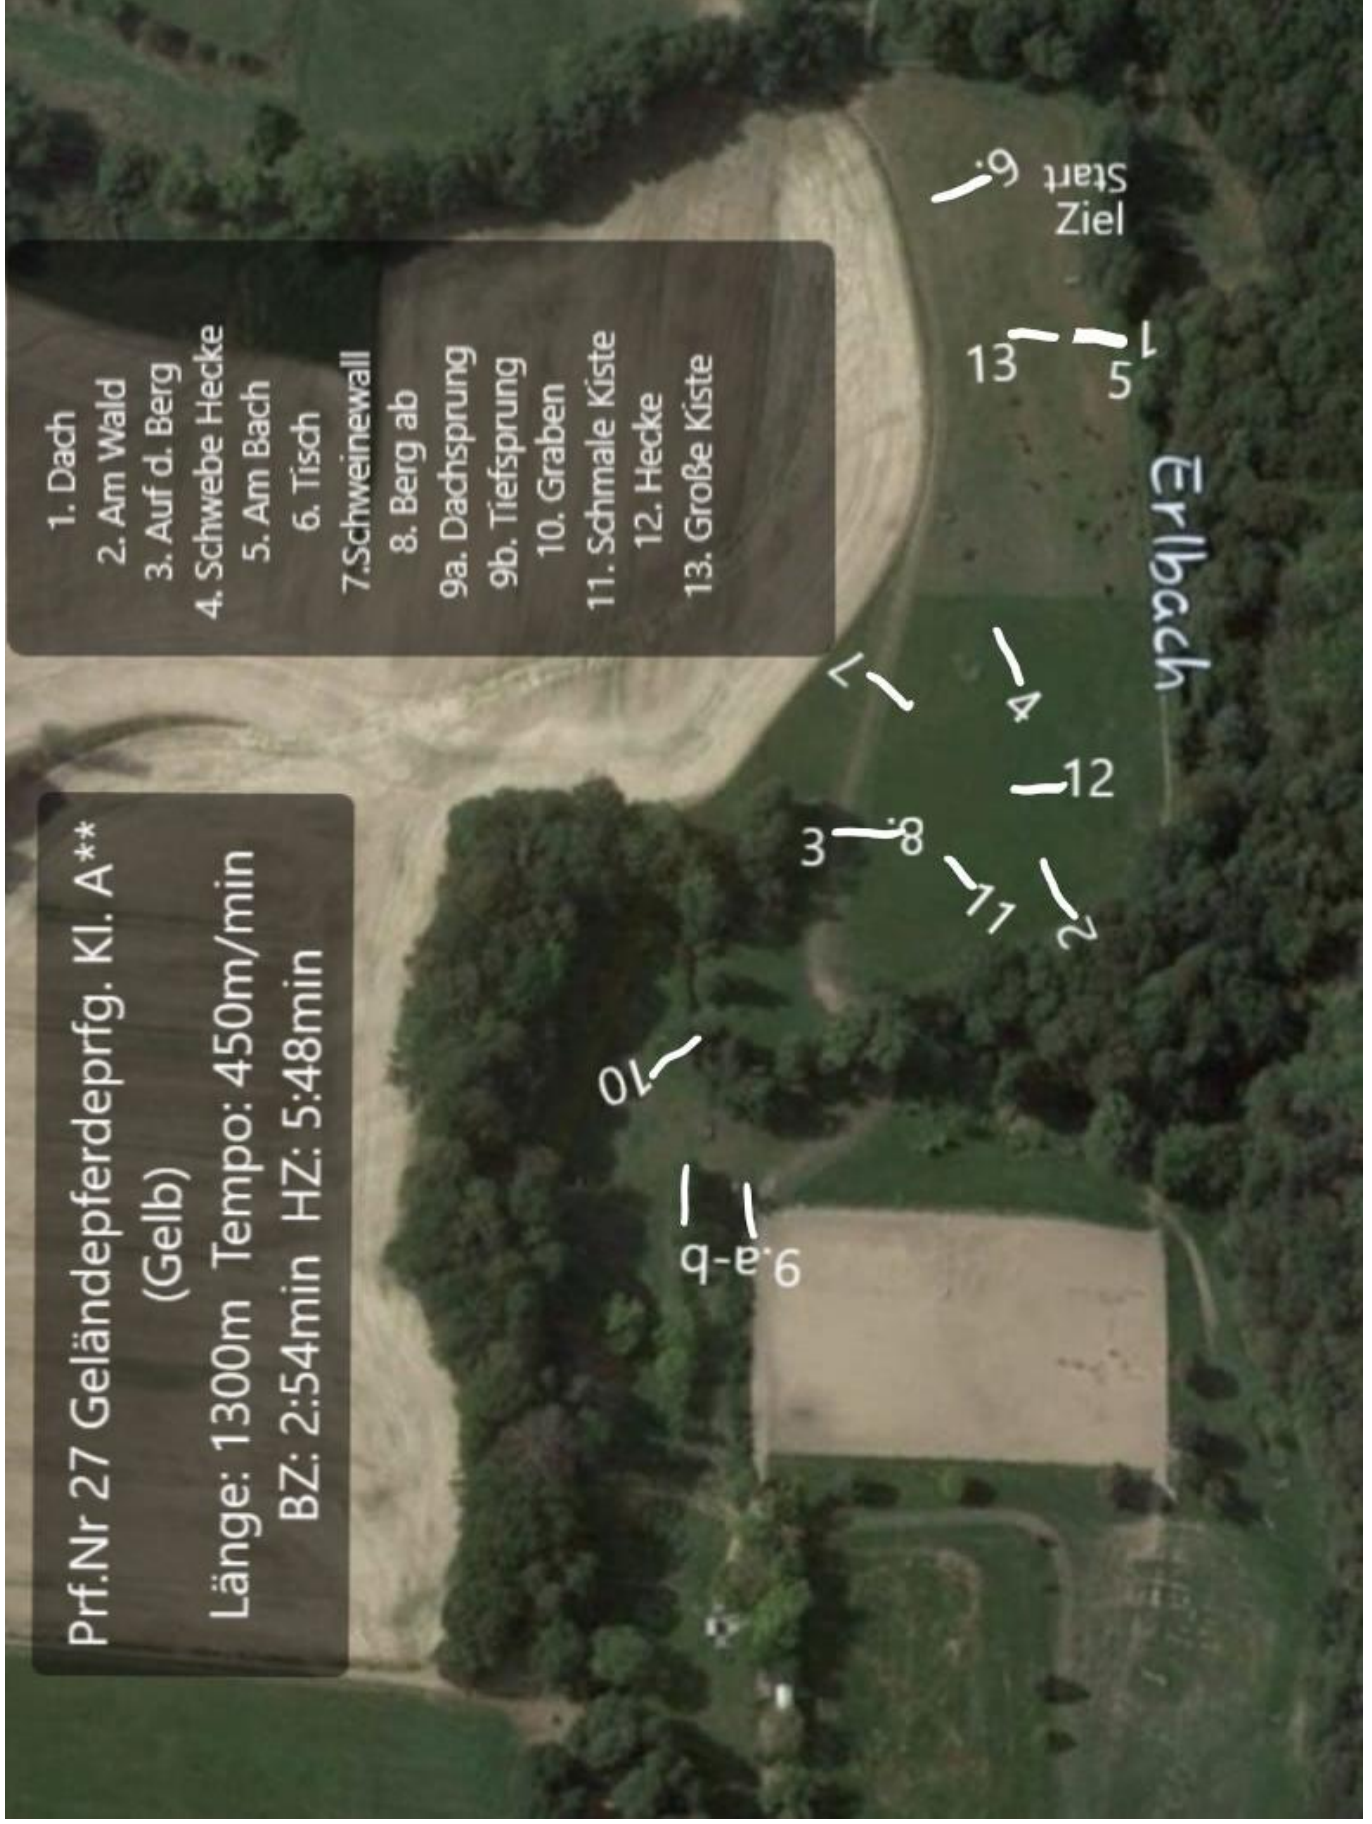 Prf.Nr 27 Geländepferdeprfg. Kl. A**
(Gelb)
Länge: 1300m Tempo: 450m/min
BZ: 2:54min HZ: 5:48min
1. Dach
2. Am Wald
3. Auf d. Berg
4. Schwebe Hecke
5. Am Bach
6. Tisch
7.Schweinewall
8. Berg ab
9a. Dachsprung
9b. Tiefsprung
10. Graben
11. Schmale Kiste
12. Hecke
13. Große Kiste
6.
Start
Ziel
13
1
5
Erlbach
7
4
12
3
8.
11
2
10
9.a-b